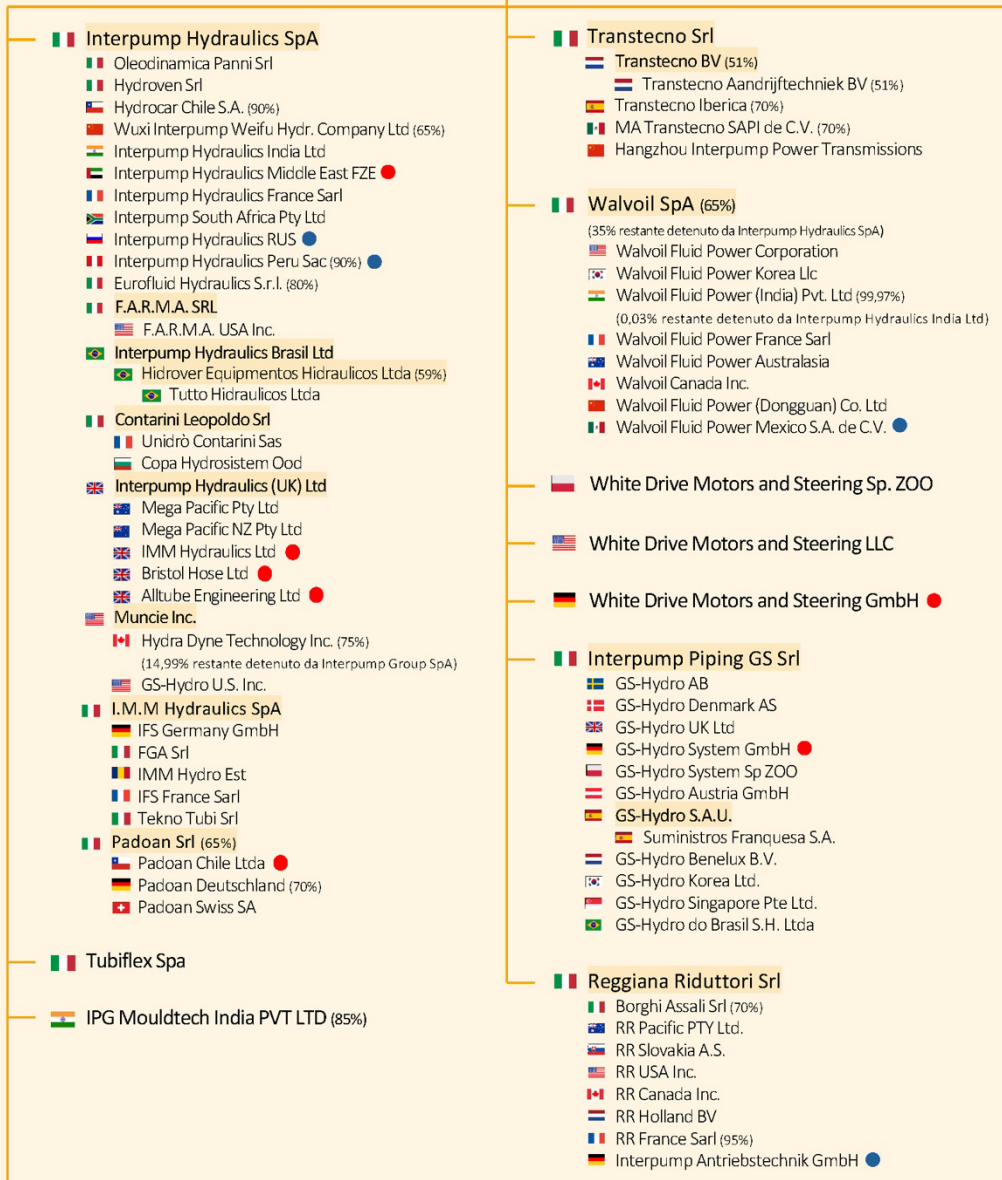 Interpump Hydraulics SpA
Oleodinamica Panni Srl
Hydroven Srl
Hydrocar Chile S.A. (90%)
Wuxi Interpump Weifu Hydr. Company Ltd (65%)
Interpump Hydraulics India Ltd
Interpump Hydraulics Middle East FZE
Interpump Hydraulics France Sarl
Interpump South Africa Pty Ltd
Interpump Hydraulics RUS
Interpump Hydraulics Peru Sac (90%)
Eurofluid Hydraulics S.r.l. (80%)
F.A.R.M.A. SRL
F.A.R.M.A. USA Inc.
Interpump Hydraulics Brasil Ltd
Hidrover Equipmentos Hidraulicos Ltda (59%)
Tutto Hidraulicos Ltda
Contarini Leopoldo Srl
Unidrò Contarini Sas
Copa Hydrosistem Ood
Interpump Hydraulics (UK) Ltd
Mega Pacific Pty Ltd
Mega Pacific NZ Pty Ltd
IMM Hydraulics Ltd
Bristol Hose Ltd
Alltube Engineering Ltd
Muncie Inc.
Hydra Dyne Technology Inc. (75%)
(14,99% restante detenuto da Interpump Group SpA)
GS-Hydro U.S. Inc.
I.M.M Hydraulics SpA
IFS Germany GmbH
FGA Srl
IMM Hydro Est
IFS France Sarl
Tekno Tubi Srl
Padoan Srl (65%)
Padoan Chile Ltda
Padoan Deutschland (70%)
Padoan Swiss SA
Tubiflex Spa
IPG Mouldtech India PVT LTD (85%)
Transtecno Srl
Transtecno BV (51%)
Transtecno Aandrijftechniek BV (51%)
Transtecno Iberica (70%)
MA Transtecno SAPI de C.V. (70%)
Hangzhou Interpump Power Transmissions
Walvoil SpA (65%)
(35% restante detenuto da Interpump Hydraulics SpA)
Walvoil Fluid Power Corporation
Walvoil Fluid Power Korea Llc
Walvoil Fluid Power (India) Pvt. Ltd (99,97%)
(0,03% restante detenuto da Interpump Hydraulics India Ltd)
Walvoil Fluid Power France Sarl
Walvoil Fluid Power Australasia
Walvoil Canada Inc.
Walvoil Fluid Power (Dongguan) Co. Ltd
Walvoil Fluid Power Mexico S.A. de C.V.
White Drive Motors and Steering Sp. ZOO
White Drive Motors and Steering LLC
White Drive Motors and Steering GmbH
Interpump Piping GS Srl
GS-Hydro AB
GS-Hydro Denmark AS
GS-Hydro UK Ltd
GS-Hydro System GmbH
GS-Hydro System Sp ZOO
GS-Hydro Austria GmbH
GS-Hydro S.A.U.
Suministros Franquesa S.A.
GS-Hydro Benelux B.V.
GS-Hydro Korea Ltd.
GS-Hydro Singapore Pte Ltd.
GS-Hydro do Brasil S.H. Ltda
Reggiana Riduttori Srl
Borghi Assali Srl (70%)
RR Pacific PTY Ltd.
RR Slovakia A.S.
RR USA Inc.
RR Canada Inc.
RR Holland BV
RR France Sarl (95%)
Interpump Antriebstechnik GmbH